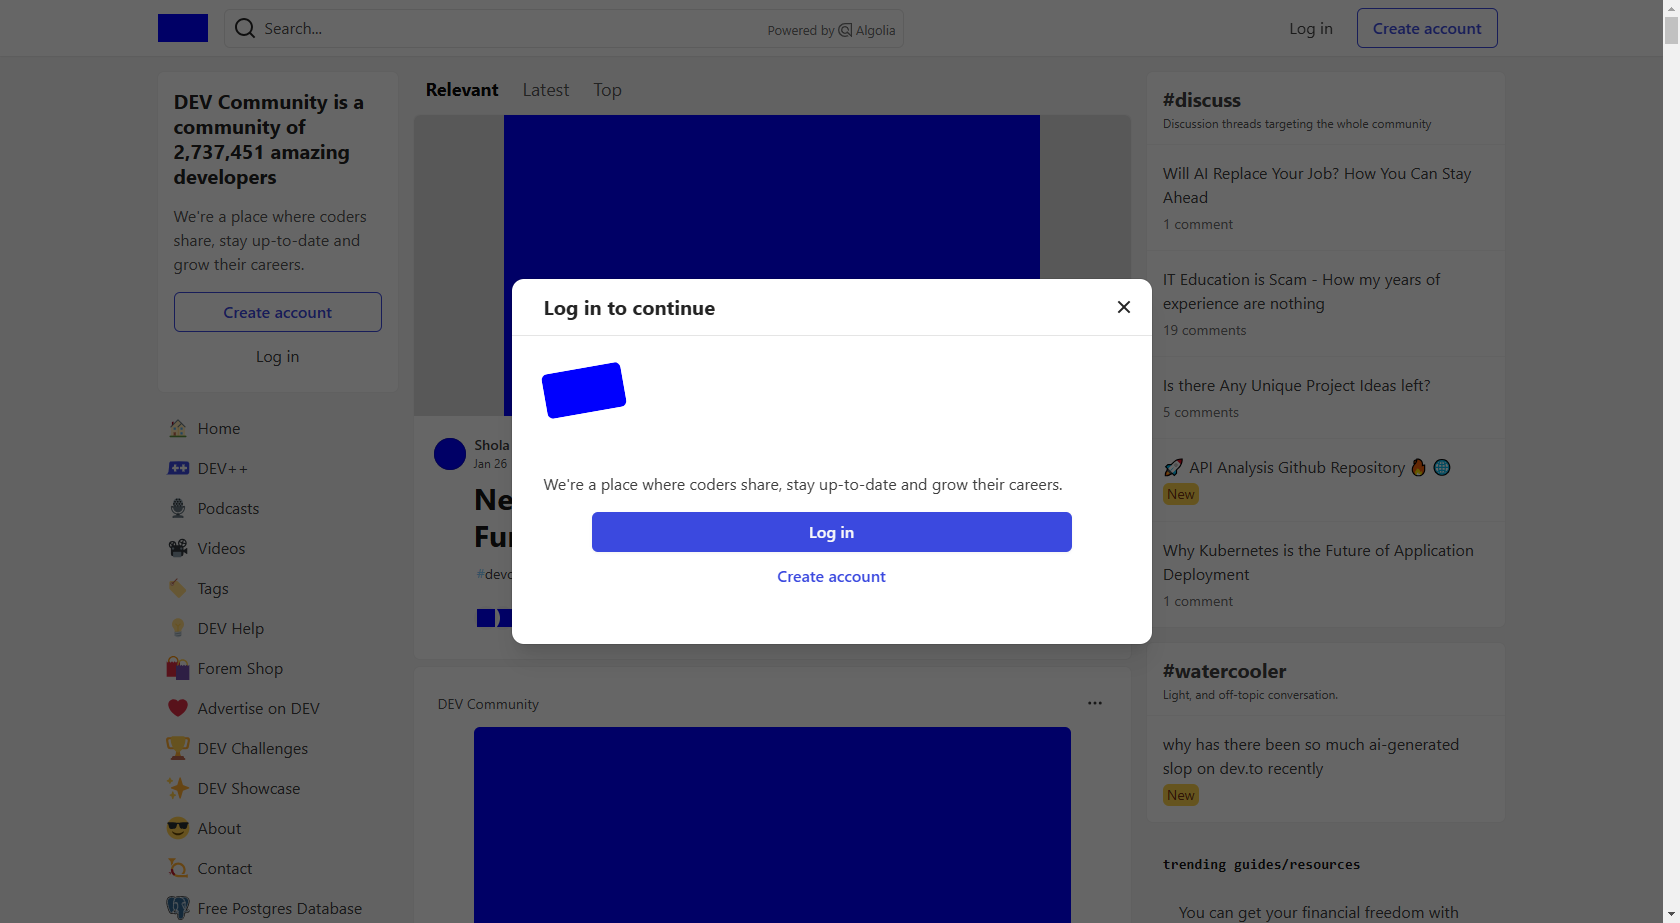 Search...
Powered by Algolia
Log in
Create account
DEV Community is a
community of
2,737,451 amazing
developers
We're a place where coders
share, stay up-to-date and
grow their careers.
Create account
Log in
Home
DEV++
Podcasts
Videos
Tags
DEV Help
Forem Shop
Advertise on DEV
DEV Challenges
DEV Showcase
About
Contact
Free Postgres Database
Relevant
Latest
Top
Shola
Jan 26
Log in to continue
We're a place where coders share, stay up-to-date and grow their careers.
Log in
Create account
DEV Community
#discuss
Discussion threads targeting the whole community
Will AI Replace Your Job? How You Can Stay
Ahead
1 comment
IT Education is Scam - How my years of
experience are nothing
19 comments
Is there Any Unique Project Ideas left?
5 comments
🚀 API Analysis Github Repository 🔥 🌐
New
Why Kubernetes is the Future of Application
Deployment
1 comment
#watercooler
Light, and off-topic conversation.
why has there been so much ai-generated
slop on dev.to recently
New
trending guides/resources
You can get your financial freedom with